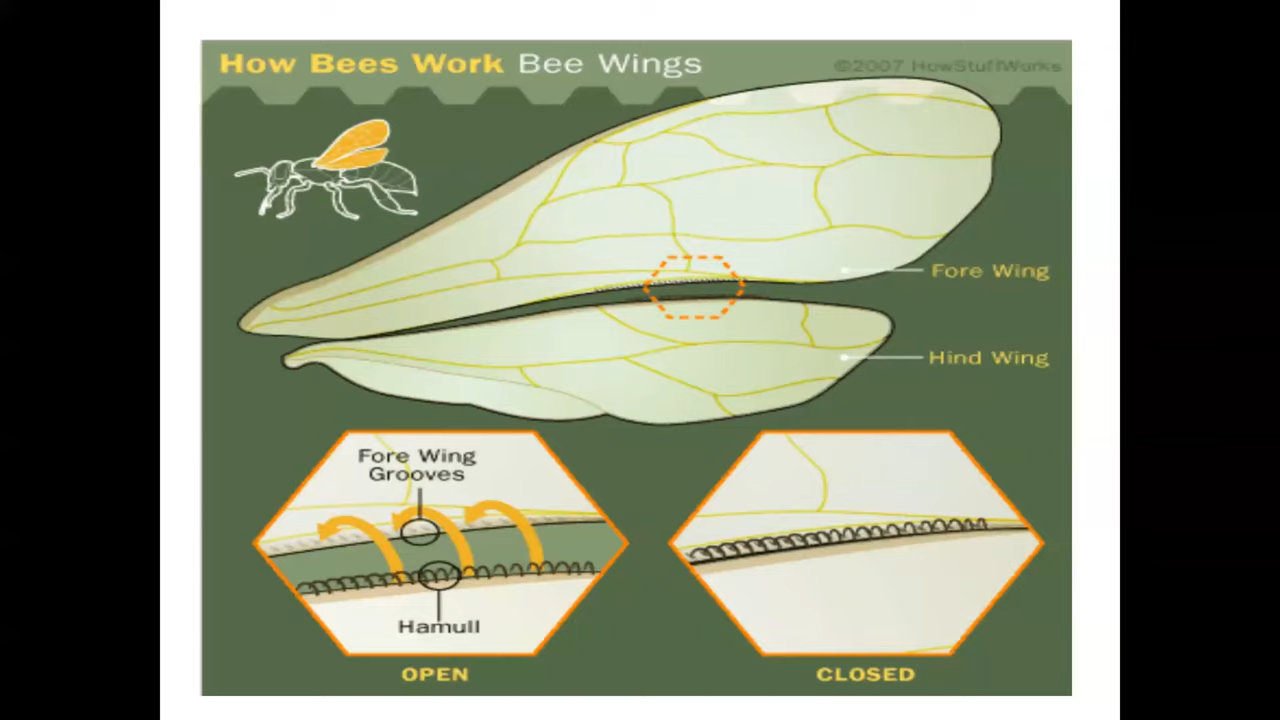 How Bees Work Bee Wings
©2007 HowStuffWorks
Fore Wing
Hind Wing
Fore Wing
Grooves
Hamull
OPEN
CLOSED